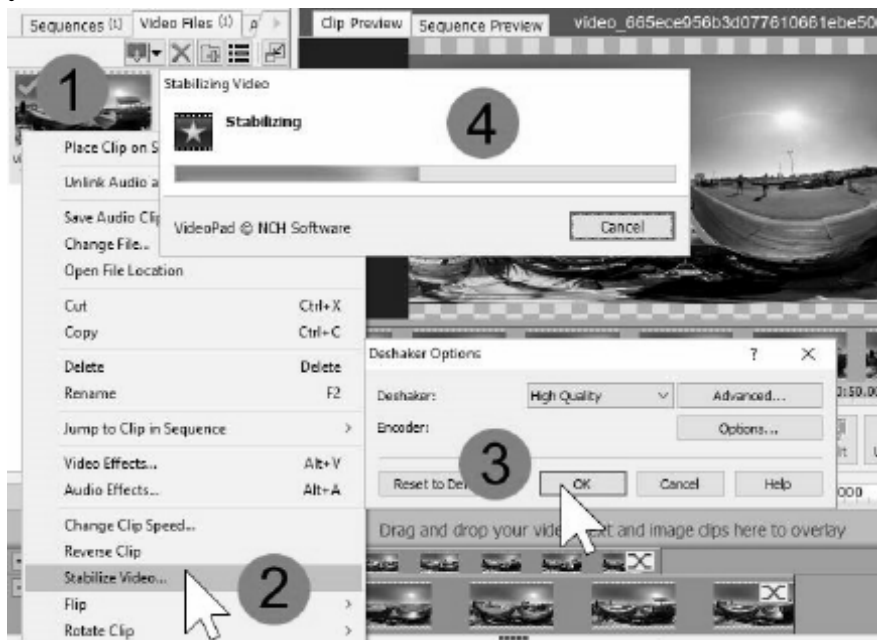 Sequences (1) Video Files (1)
Clip Preview Sequence Preview
1
Stabilizing Video
Stabilizing
4
VideoPad © NCH Software
Cancel
Place Clip on S
Unlink Audio a
Save Audio Clip
Change File...
Open File Location
Cut Ctrl+X
Copy Ctrl+C
Delete Delete
Rename F2
Jump to Clip in Sequence >
Video Effects... Alt+V
Audio Effects... Alt+A
Change Clip Speed...
Reverse Clip
Stabilize Video...
2
Flip >
Rotate Clip >
Deshaker Options ? X
Deshaker: High Quality Advanced...
Encoder: Options...
3
Reset to De OK Cancel Help
Drag and drop your text and image clips here to overlay